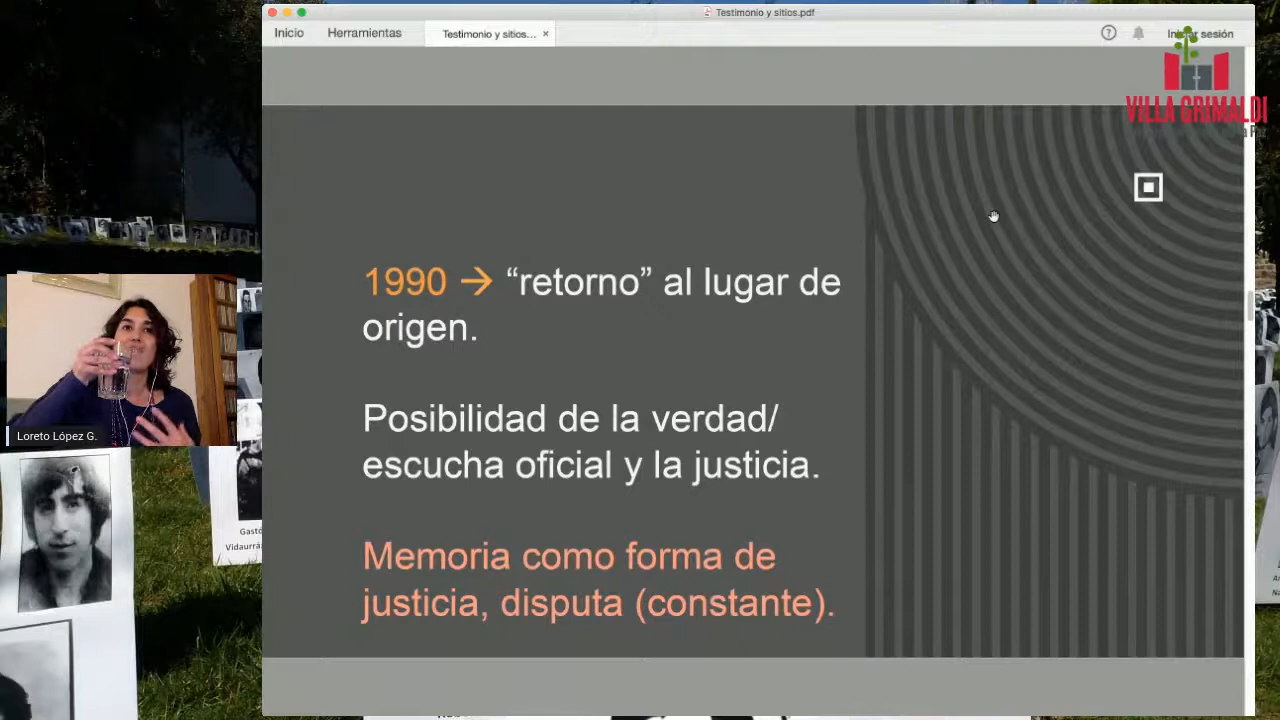 Testimonio y sitios.pdf
Inicio
Herramientas
Testimonio y sitios... ×
VILLA GRIMALDI
1990 → “retorno” al lugar de
origen.
Posibilidad de la verdad/
escucha oficial y la justicia.
Memoria como forma de
justicia, disputa (constante).
Loreto López G.